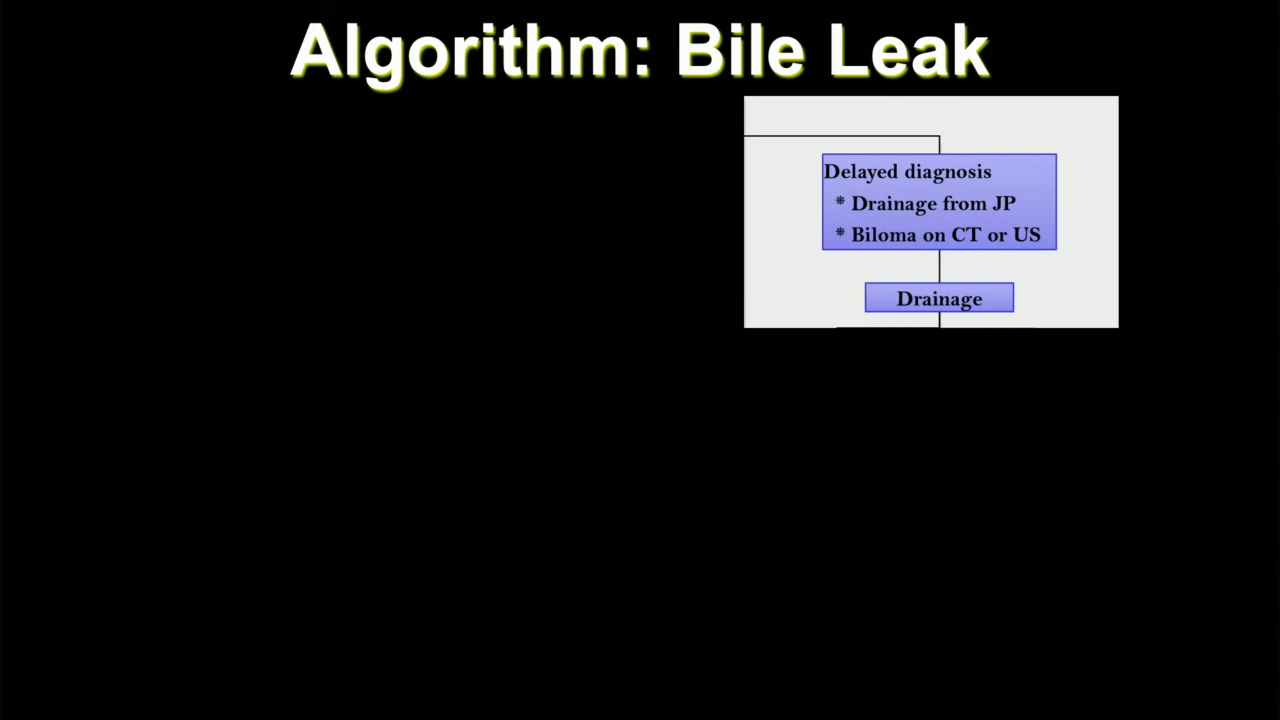 Algorithm: Bile Leak
Delayed diagnosis
* Drainage from JP
* Biloma on CT or US
Drainage